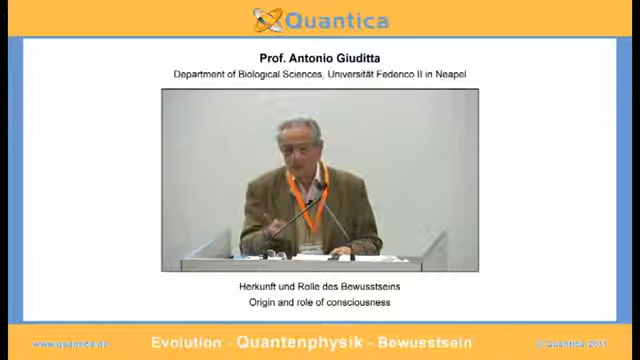 Quantica
Prof. Antonio Giuditta
Department of Biological Sciences, Universität Federico II in Neapel
Herkunft und Rolle des Bewusstseins
Origin and role of consciousness
www.quantica.de
Evolution - Quantenphysik - Bewusstsein
© Quantica 2011